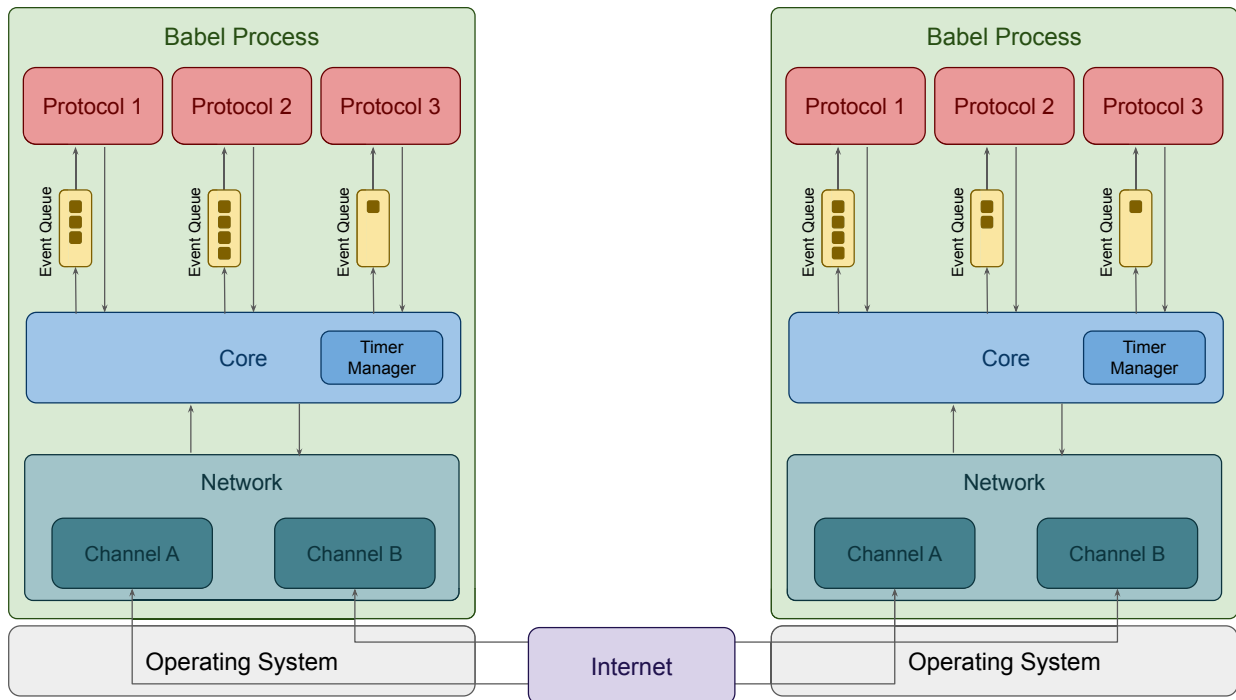 Babel Process
Protocol 1
Protocol 2
Protocol 3
Event Queue
Event Queue
Event Queue
Core
Timer
Manager
Network
Channel A
Channel B
Operating System
Internet
Babel Process
Protocol 1
Protocol 2
Protocol 3
Event Queue
Event Queue
Event Queue
Core
Timer
Manager
Network
Channel A
Channel B
Operating System